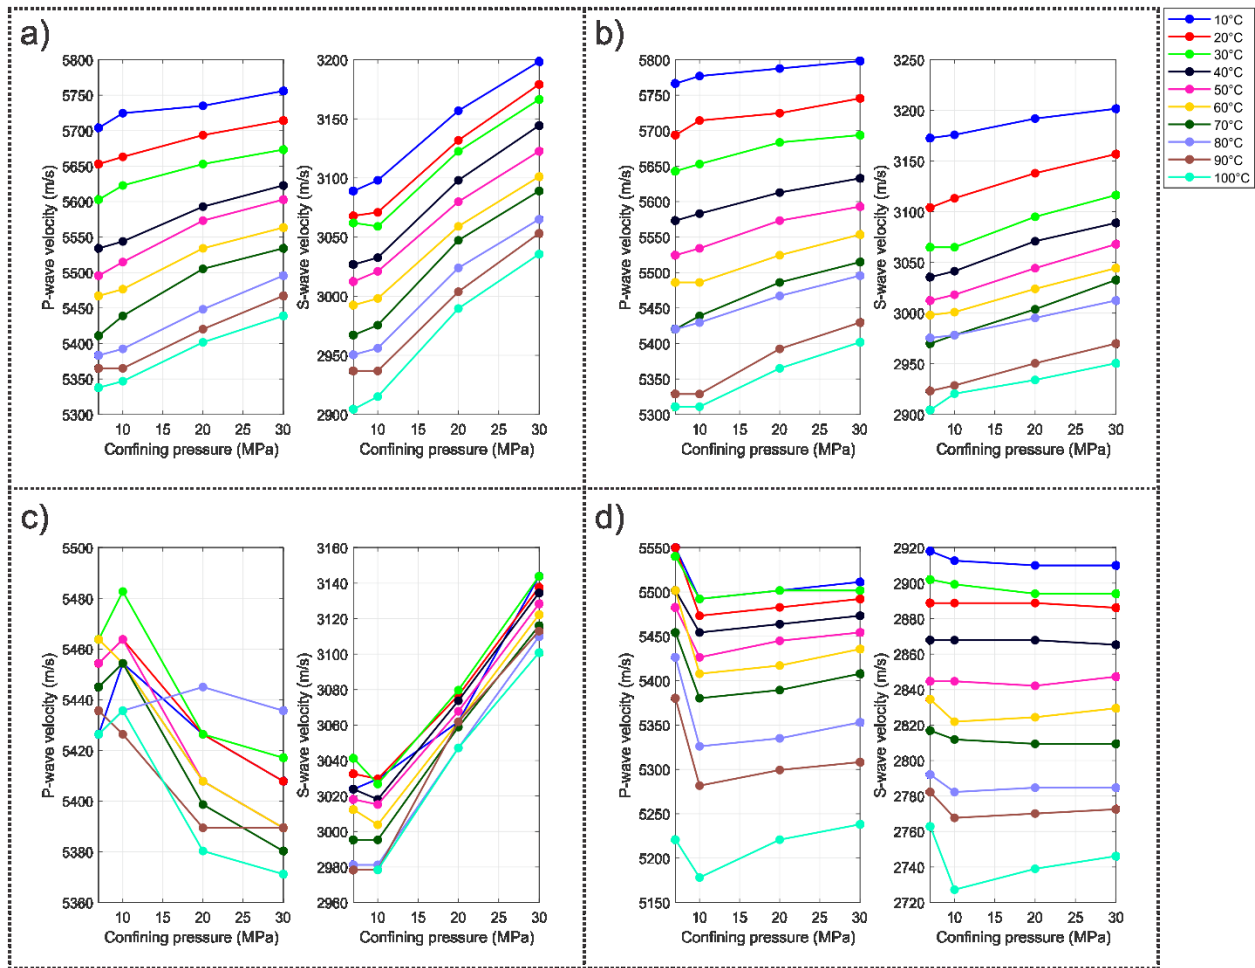 a)
P-wave velocity (m/s)
5800
5750
5700
5650
5600
5550
5500
5450
5400
5350
5300
10 15 20 25 30
Confining pressure (MPa)
S-wave velocity (m/s)
3200
3150
3100
3050
3000
2950
2900
10 15 20 25 30
Confining pressure (MPa)
b)
P-wave velocity (m/s)
5800
5750
5700
5650
5600
5550
5500
5450
5400
5350
5300
10 15 20 25 30
Confining pressure (MPa)
S-wave velocity (m/s)
3250
3200
3150
3100
3050
3000
2950
2900
10 15 20 25 30
Confining pressure (MPa)
10°C
20°C
30°C
40°C
50°C
60°C
70°C
80°C
90°C
100°C
c)
P-wave velocity (m/s)
5500
5480
5460
5440
5420
5400
5380
5360
10 15 20 25 30
Confining pressure (MPa)
S-wave velocity (m/s)
3160
3140
3120
3100
3080
3060
3040
3020
3000
2980
2960
10 15 20 25 30
Confining pressure (MPa)
d)
P-wave velocity (m/s)
5550
5500
5450
5400
5350
5300
5250
5200
5150
10 15 20 25 30
Confining pressure (MPa)
S-wave velocity (m/s)
2920
2900
2880
2860
2840
2820
2800
2780
2760
2740
2720
10 15 20 25 30
Confining pressure (MPa)